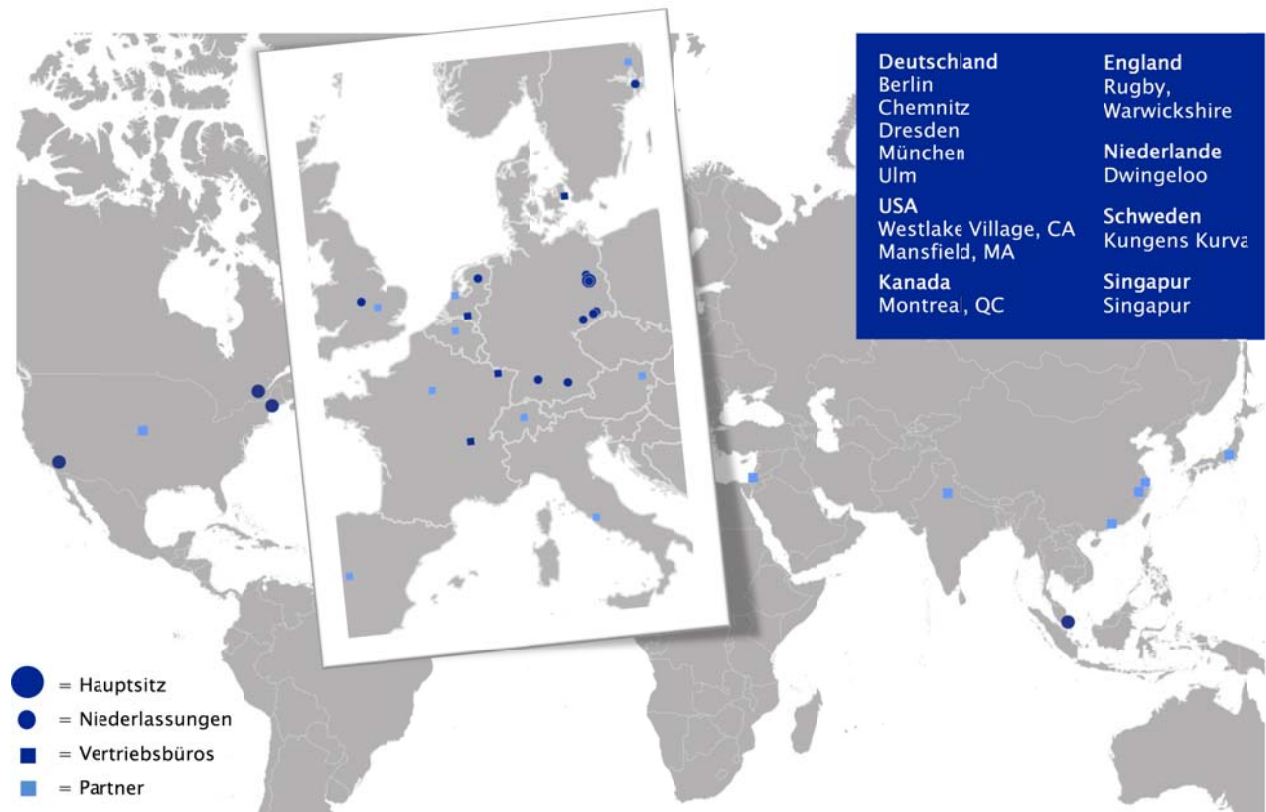 Deutschland
Berlin
Chemnitz
Dresden
München
Ulm
USA
Westlake Village, CA
Mansfield, MA
Kanada
Montreal, QC
England
Rugby,
Warwickshire
Niederlande
Dwingeloo
Schweden
Kungens Kurva
Singapur
Singapur
= Hauptsitz
= Niederlassungen
= Vertriebsbüros
= Partner